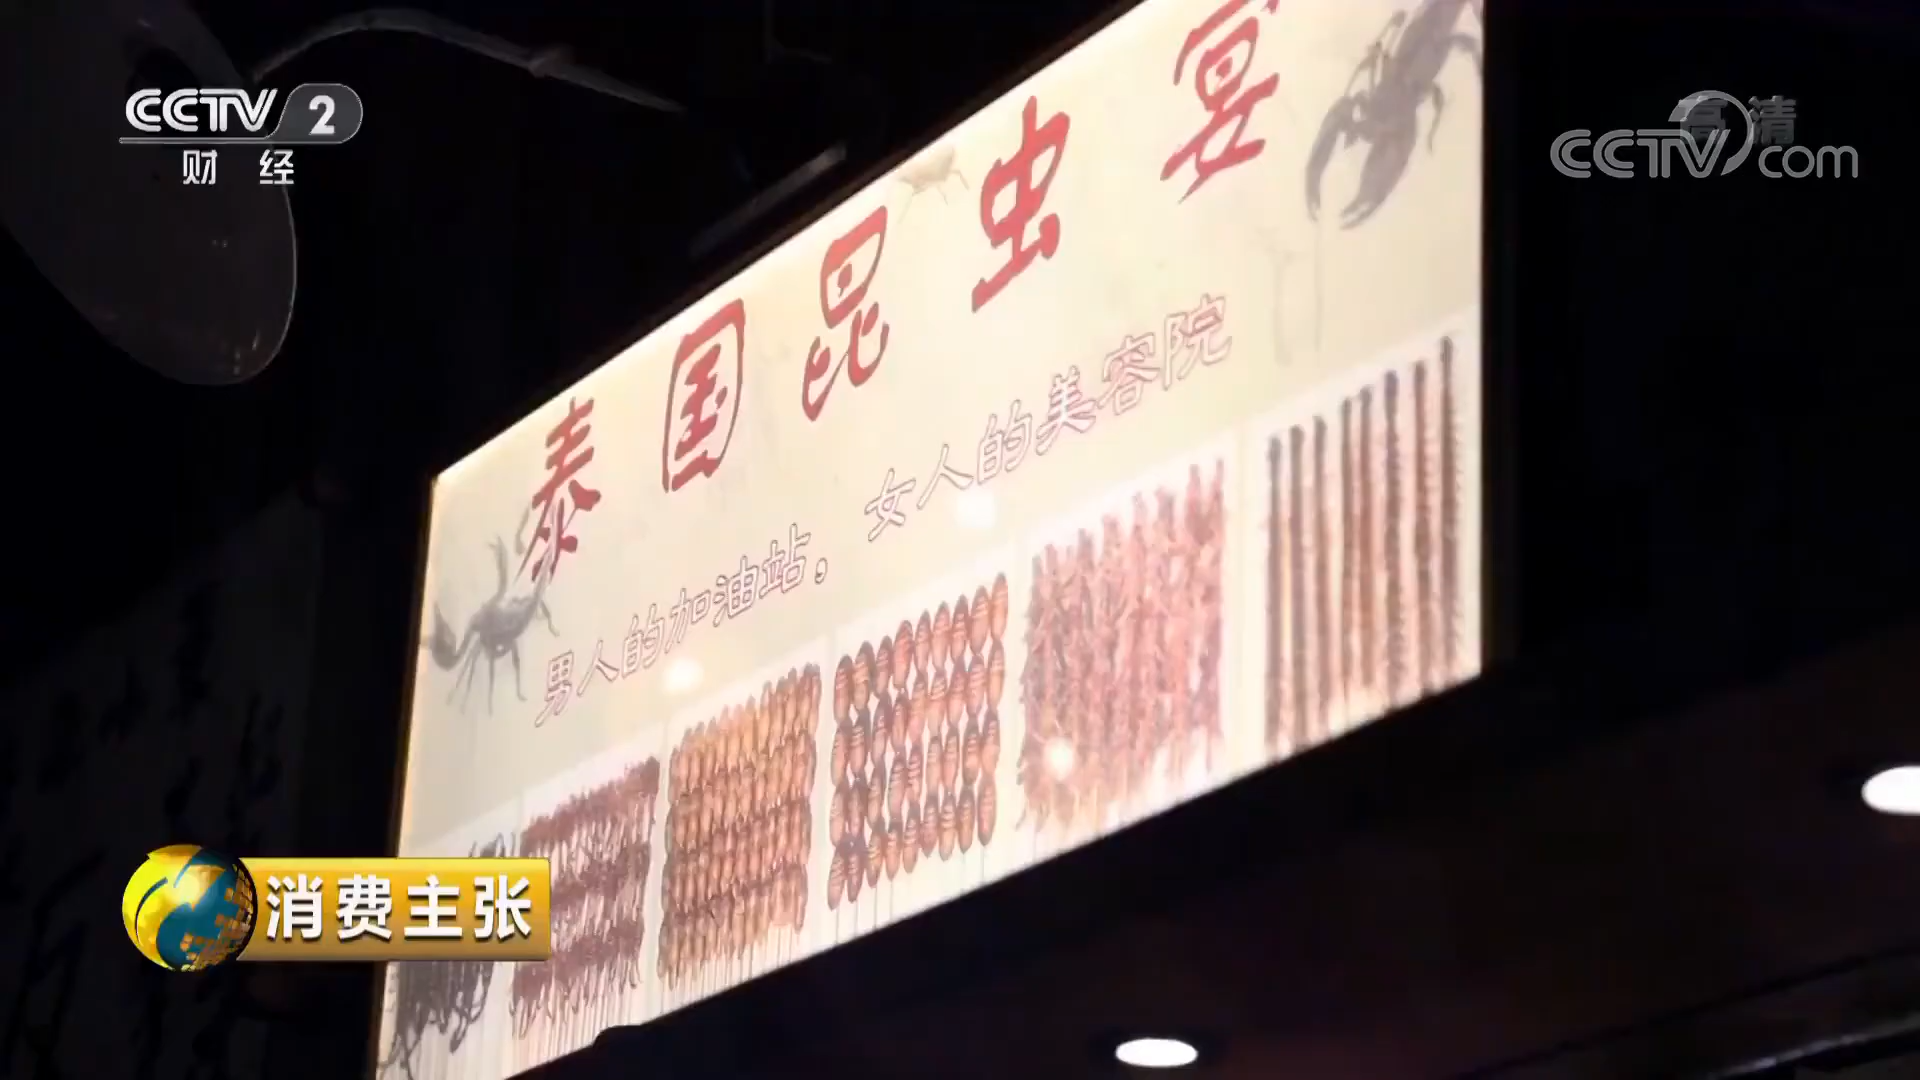 CCTV 2
财 经
高清
CCTV com
泰国昆虫宴
男人的加油站，女人的美容院
消费主张